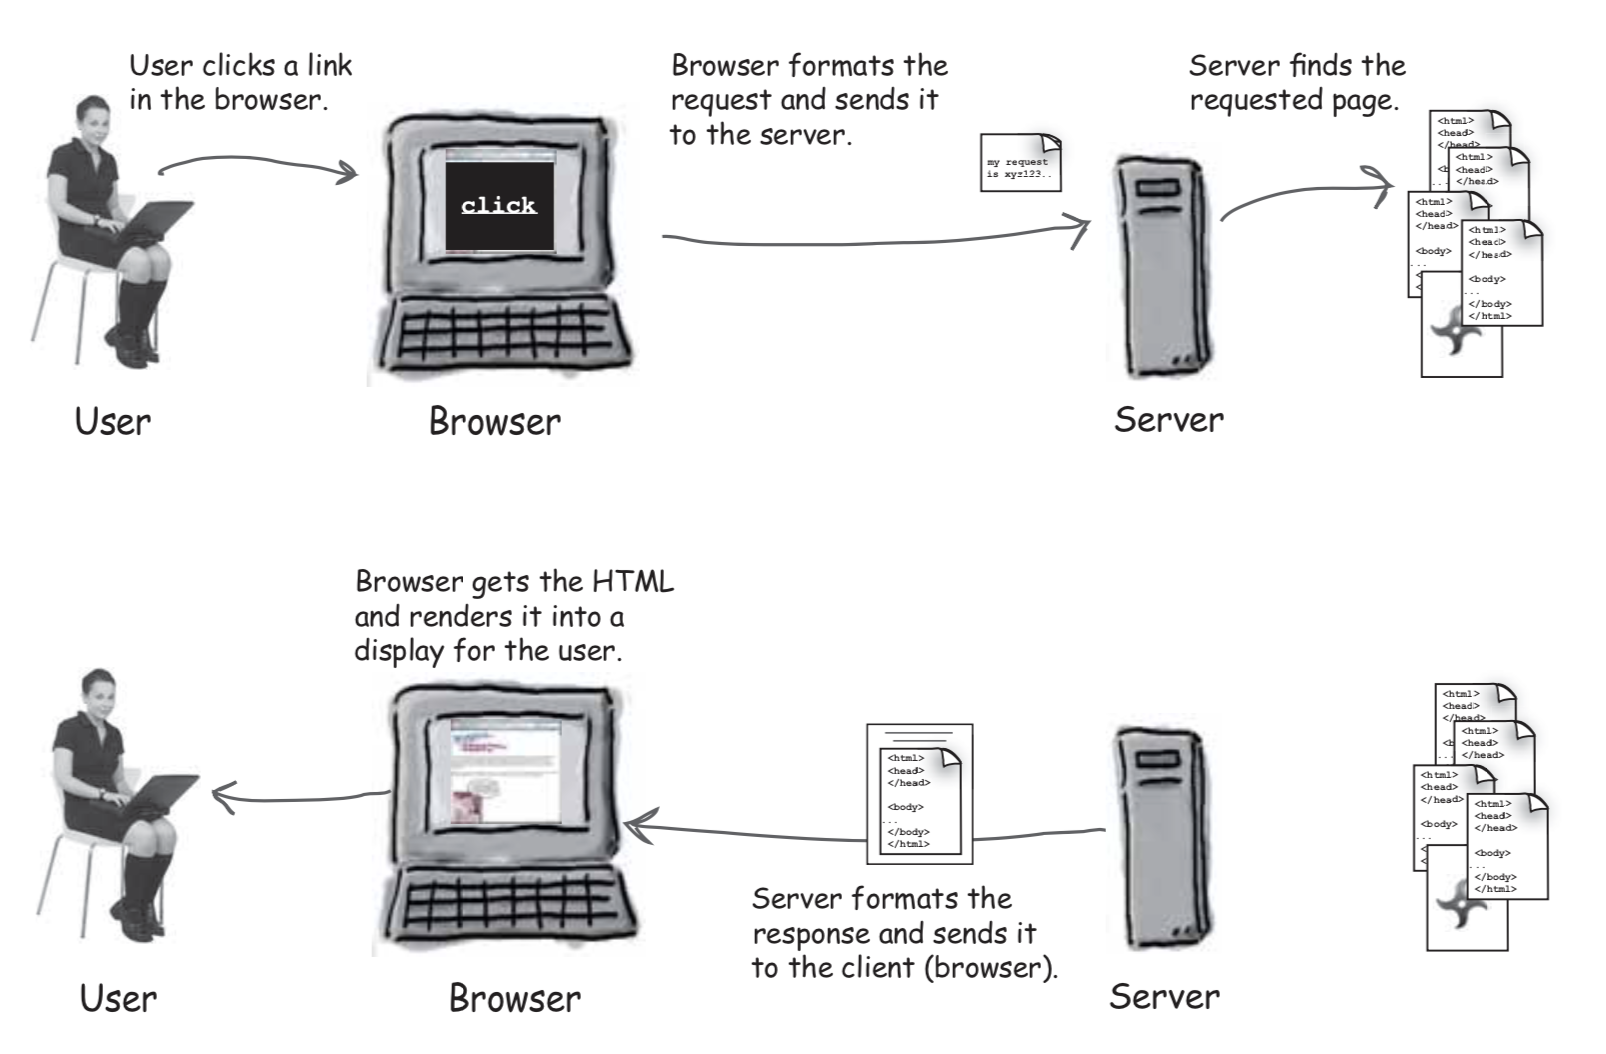 User clicks a link
in the browser.
Browser formats the
request and sends it
to the server.
Server finds the
requested page.
my request
is xyz123..
click
<html>
<head>
</head>
<b
...
<html>
<head>
</head>
<html>
<head>
</head>
<body>
...
<
<
<html>
<head>
</head>
<body>
...
</body>
</html>
User
Browser
Server
Browser gets the HTML
and renders it into a
display for the user.
<html>
<head>
</head>
<body>
...
</body>
</html>
Server formats the
response and sends it
to the client (browser).
<html>
<head>
</head>
<b
...
<html>
<head>
</head>
<html>
<head>
</head>
<body>
...
<
<
<html>
<head>
</head>
<body>
...
</body>
</html>
User
Browser
Server